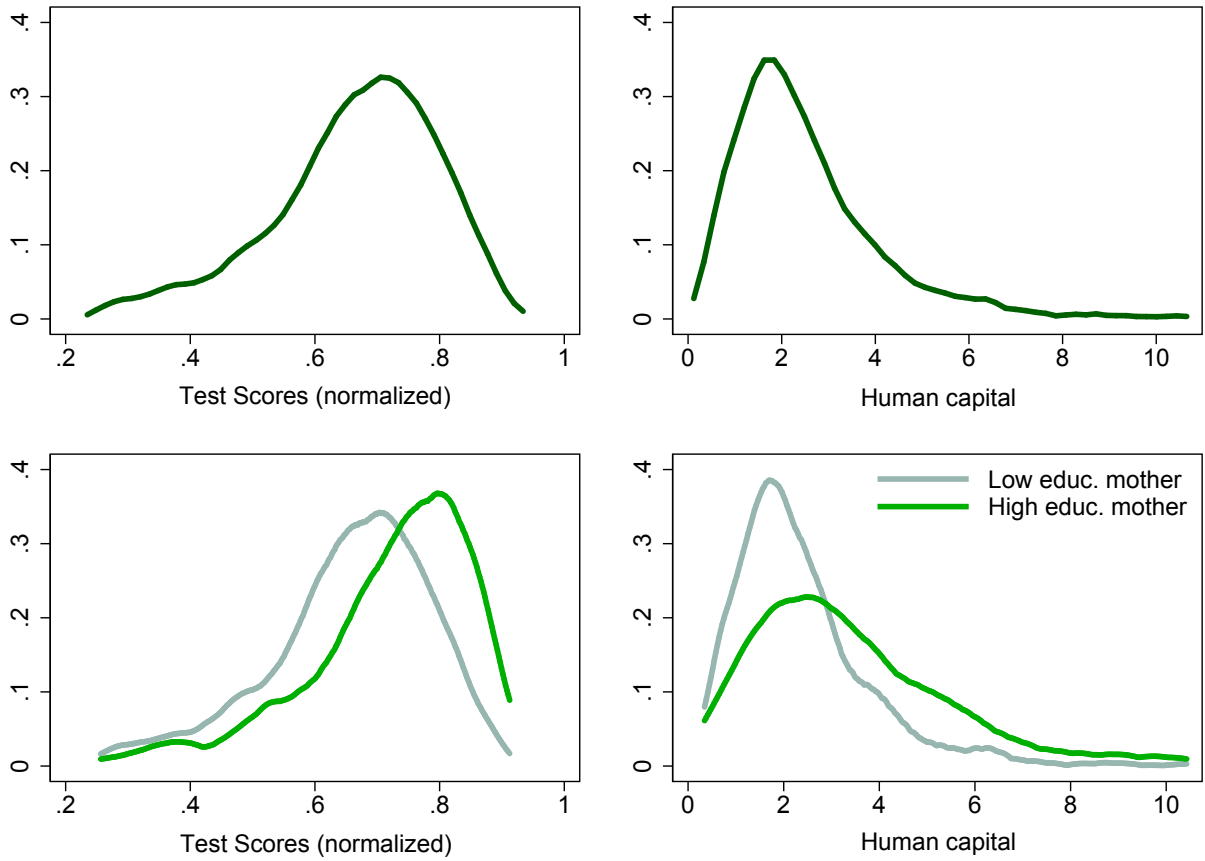 .4
.3
.2
.1
0
.2 .4 .6 .8 1
Test Scores (normalized)
.4
.3
.2
.1
0
0 2 4 6 8 10
Human capital
.4
.3
.2
.1
0
.2 .4 .6 .8 1
Test Scores (normalized)
Low educ. mother
High educ. mother
.4
.3
.2
.1
0
0 2 4 6 8 10
Human capital